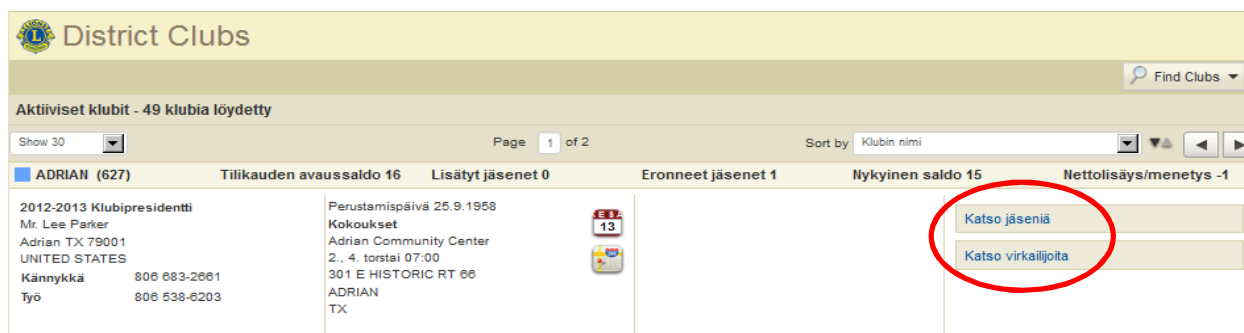 District Clubs
Find Clubs
Aktiiviset klubit - 49 klubia löydetty
Show 30
Page 1 of 2
Sort by Klubin nimi
ADRIAN (627) Tilikauden avaussaldo 16 Lisätyt jäsenet 0 Eronneet jäsenet 1 Nykyinen saldo 15 Nettolisäys/menetys -1
2012-2013 Klubipresidentti
Mr. Lee Parker
Adrian TX 79001
UNITED STATES
Kännykkä 806 683-2661
Työ 806 538-6203
Perustamispäivä 25.9.1958
Kokoukset
Adrian Community Center
2., 4. torstai 07:00
301 E HISTORIC RT 66
ADRIAN
TX
13
Katso jäseniä
Katso virkailijoita